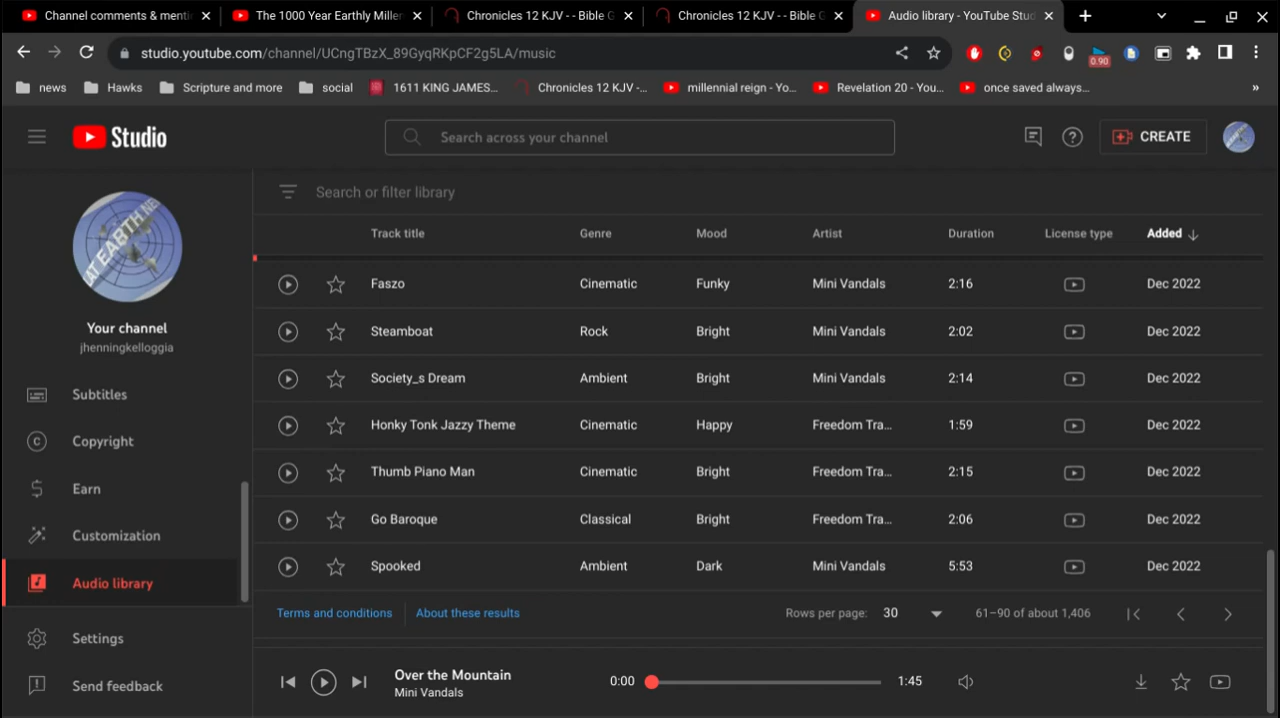 Channel comments & menti
The 1000 Year Earthly Miller
Chronicles 12 KJV - - Bible G
Chronicles 12 KJV - - Bible G
Audio library - YouTube Stud
studio.youtube.com/channel/UCngTBzX_89GyqRKpCF2g5LA/music
0.90
news
Hawks
Scripture and more
social
1611 KING JAMES...
Chronicles 12 KJV -...
millennial reign - Yo...
Revelation 20 - You...
once saved always...
»
Studio
Search across your channel
CREATE
AT EARTH NE
Your channel
jhenningkelloggia
Subtitles
Copyright
Earn
Customization
Audio library
Settings
Send feedback
Search or filter library
Track title Genre Mood Artist Duration License type Added
Faszo Cinematic Funky Mini Vandals 2:16 Dec 2022
Steamboat Rock Bright Mini Vandals 2:02 Dec 2022
Society_s Dream Ambient Bright Mini Vandals 2:14 Dec 2022
Honky Tonk Jazzy Theme Cinematic Happy Freedom Tra... 1:59 Dec 2022
Thumb Piano Man Cinematic Bright Freedom Tra... 2:15 Dec 2022
Go Baroque Classical Bright Freedom Tra... 2:06 Dec 2022
Spooked Ambient Dark Mini Vandals 5:53 Dec 2022
Terms and conditions About these results Rows per page: 30 61–90 of about 1,406
Over the Mountain
Mini Vandals
0:00 1:45